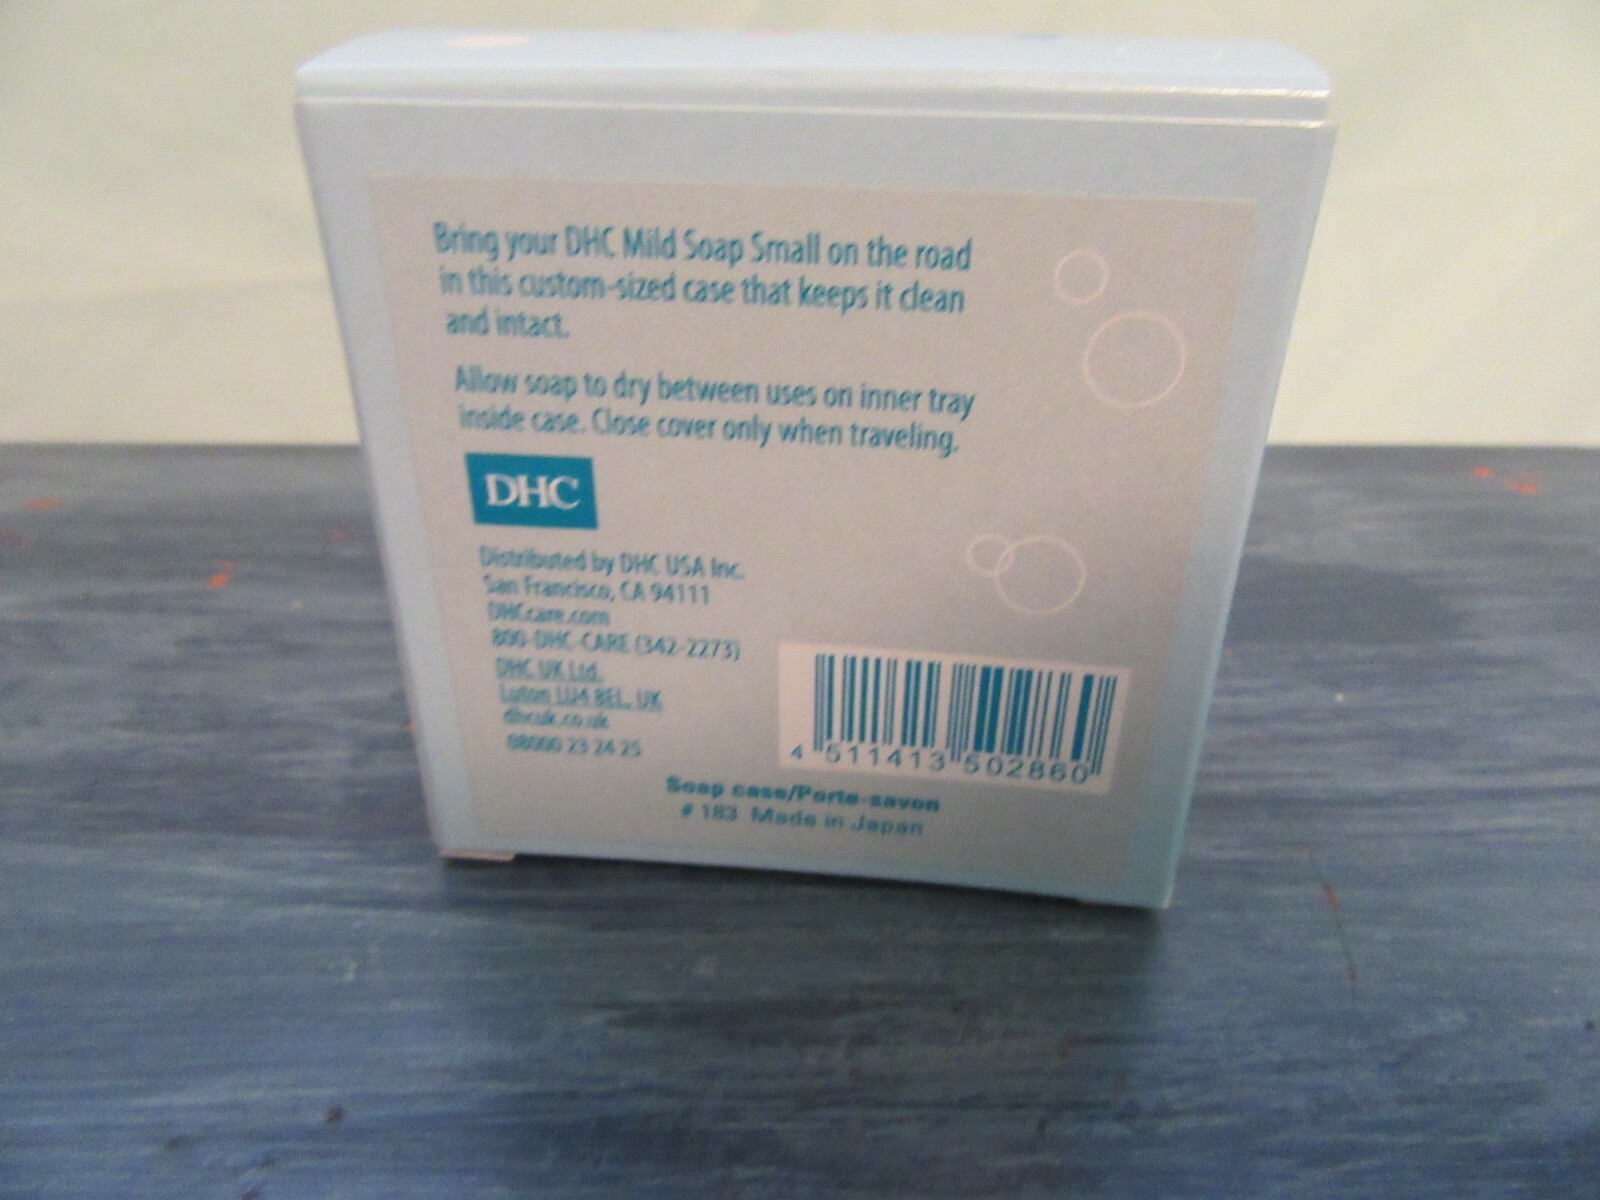 Bring your DHC Mild Soap Small on the road
in this custom-sized case that keeps it clean
and intact.
Allow soap to dry between uses on inner tray
inside case. Close cover only when traveling.
DHC
Distributed by DHC USA Inc.
San Francisco, CA 94111
DHCcare.com
800-DHC-CARE (342-2273)
DHC UK Ltd.
Luton LU4 8EL, UK
dhcuk.co.uk
08000 23 24 25
4 511413 502860
Soap case/Porte-savon
# 183 Made in Japan